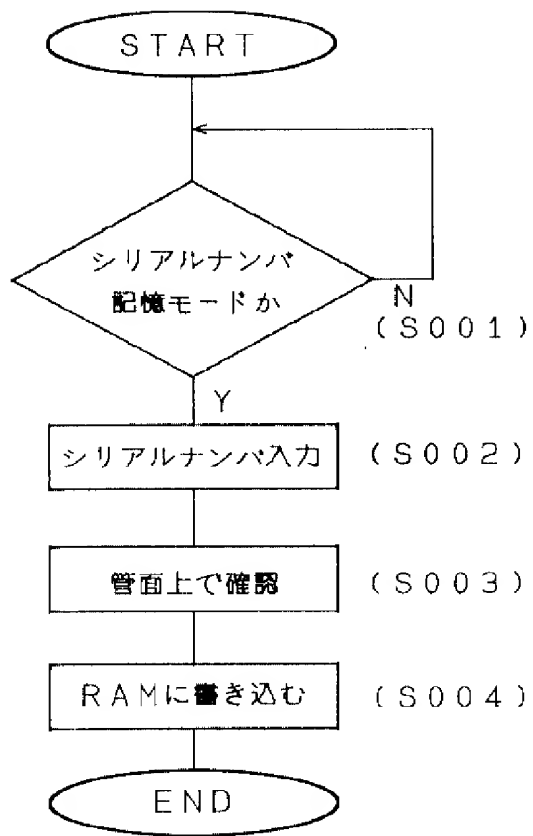 START
シリアルナンバ
記憶モードか
N
(S001)
Y
シリアルナンバ入力
(S002)
管面上で確認
(S003)
RAMに書き込む
(S004)
END